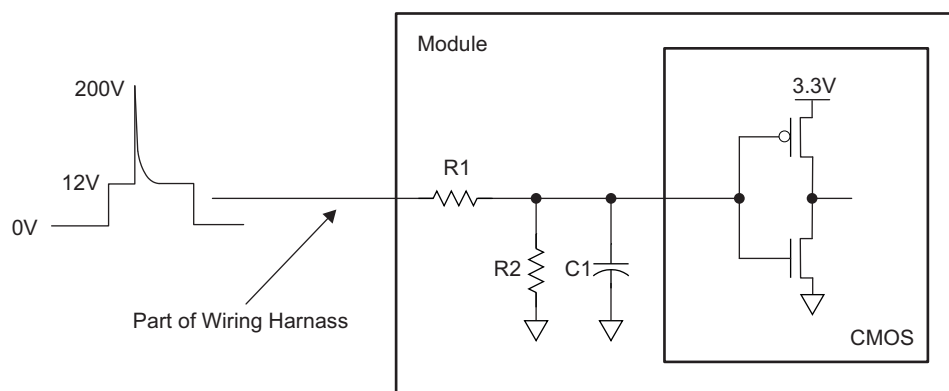 Module
200V
3.3V
R1
12V
0V
R2
C1
Part of Wiring Harnass
CMOS